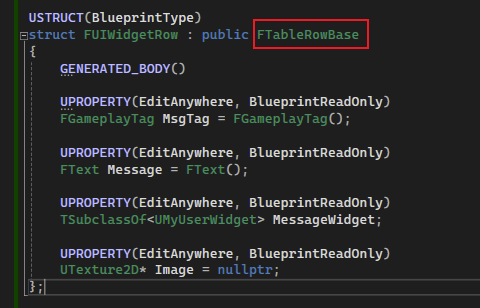 USTRUCT(BlueprintType)
struct FUIWidgetRow : public FTableRowBase
{
GENERATED_BODY()
UPROPERTY(EditAnywhere, BlueprintReadOnly)
FGameplayTag MsgTag = FGameplayTag();
UPROPERTY(EditAnywhere, BlueprintReadOnly)
FText Message = FText();
UPROPERTY(EditAnywhere, BlueprintReadOnly)
TSubclassOf<UMyUserWidget> MessageWidget;
UPROPERTY(EditAnywhere, BlueprintReadOnly)
UTexture2D* Image = nullptr;
};